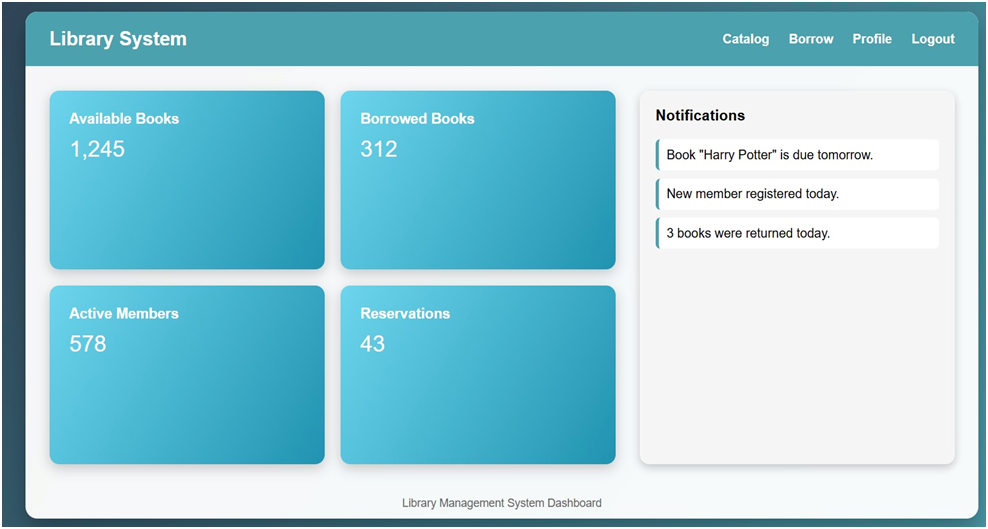 Library System
Catalog Borrow Profile Logout
Available Books
1,245
Borrowed Books
312
Active Members
578
Reservations
43
Notifications
Book "Harry Potter" is due tomorrow.
New member registered today.
3 books were returned today.
Library Management System Dashboard